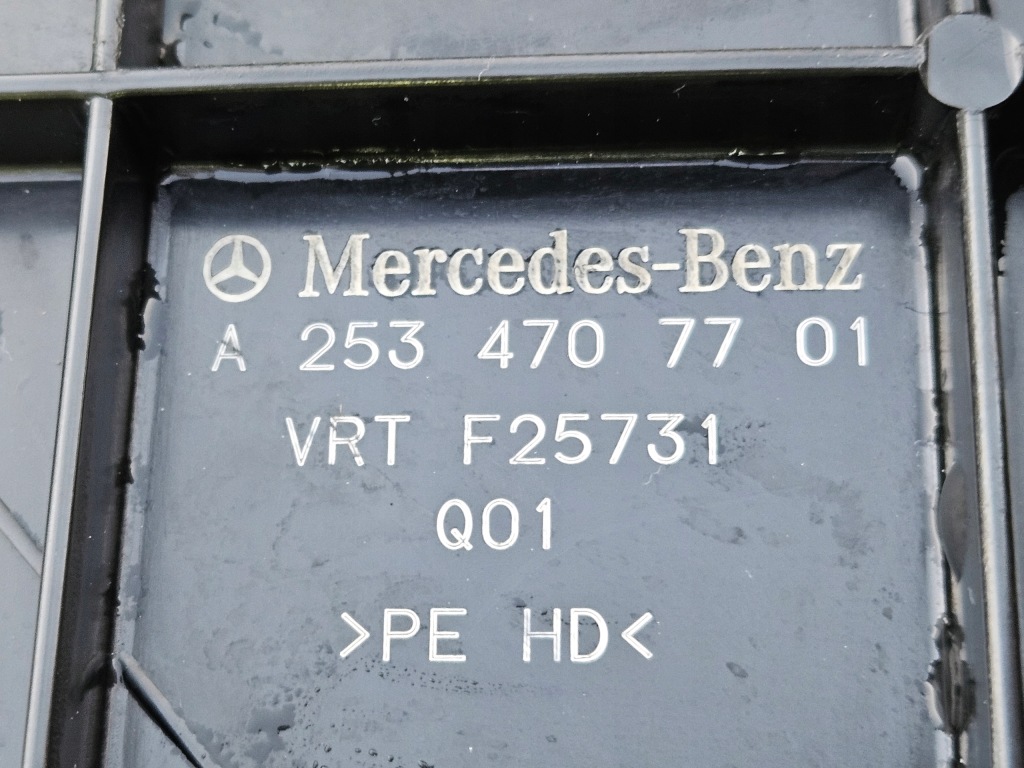 Mercedes-Benz
A 253 470 77 01
VRT F25731
Q01
>PE HD<